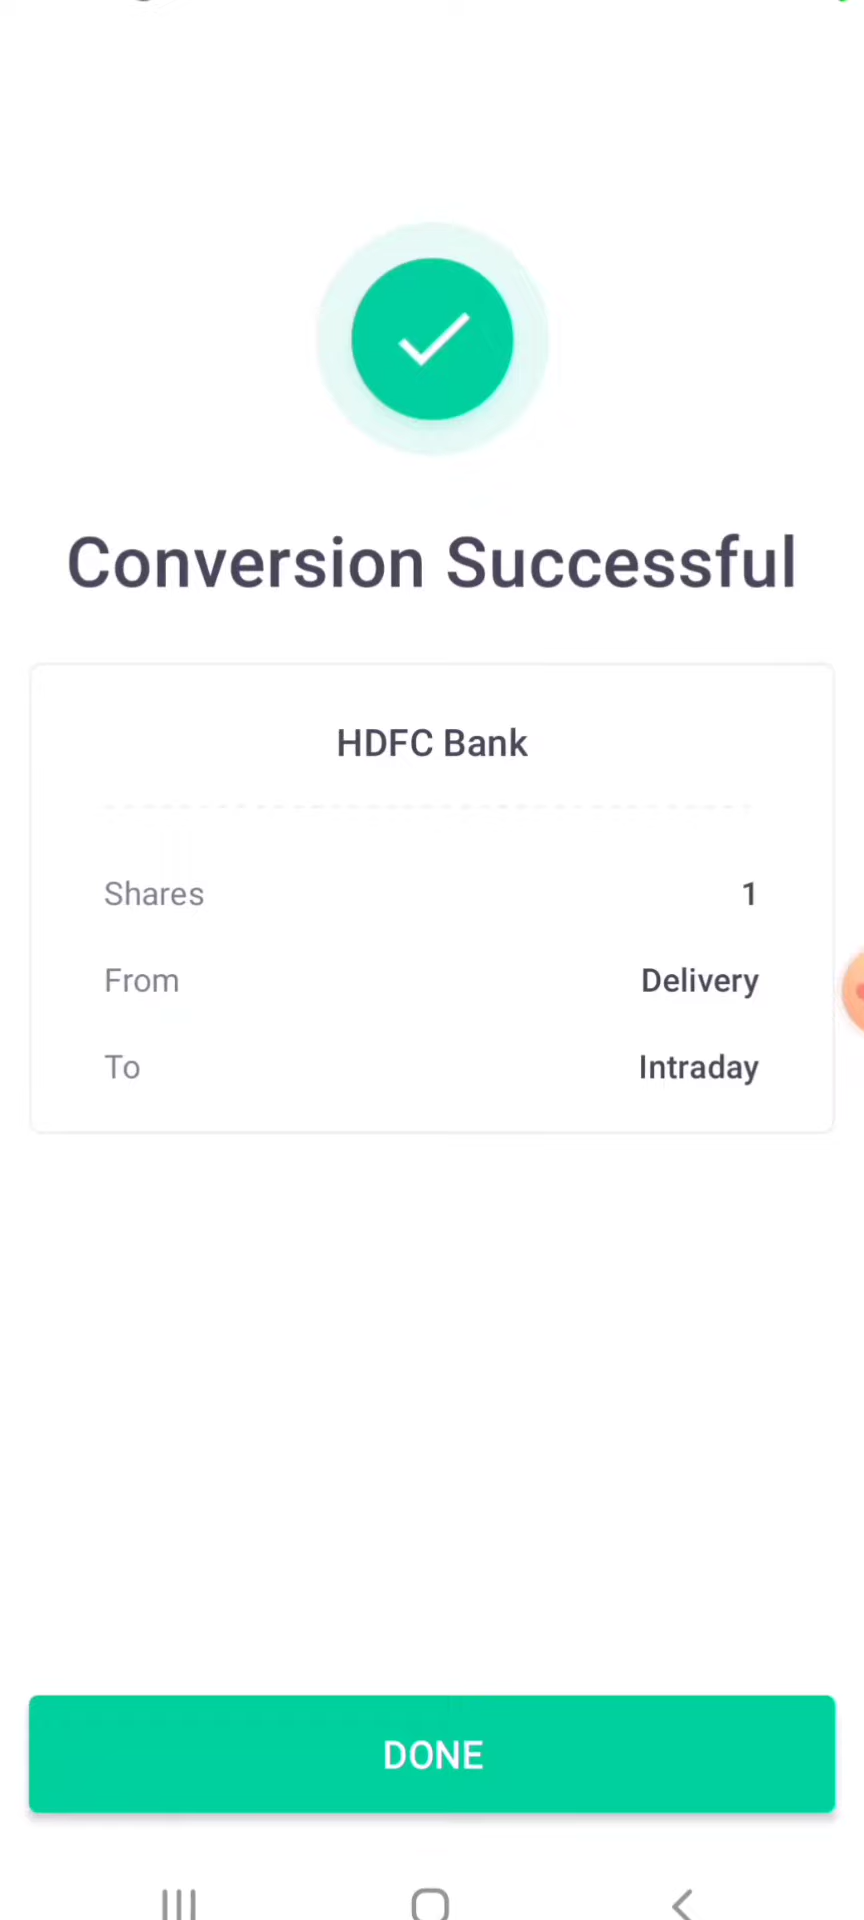 Conversion Successful
HDFC Bank
Shares 1
From Delivery
To Intraday
DONE